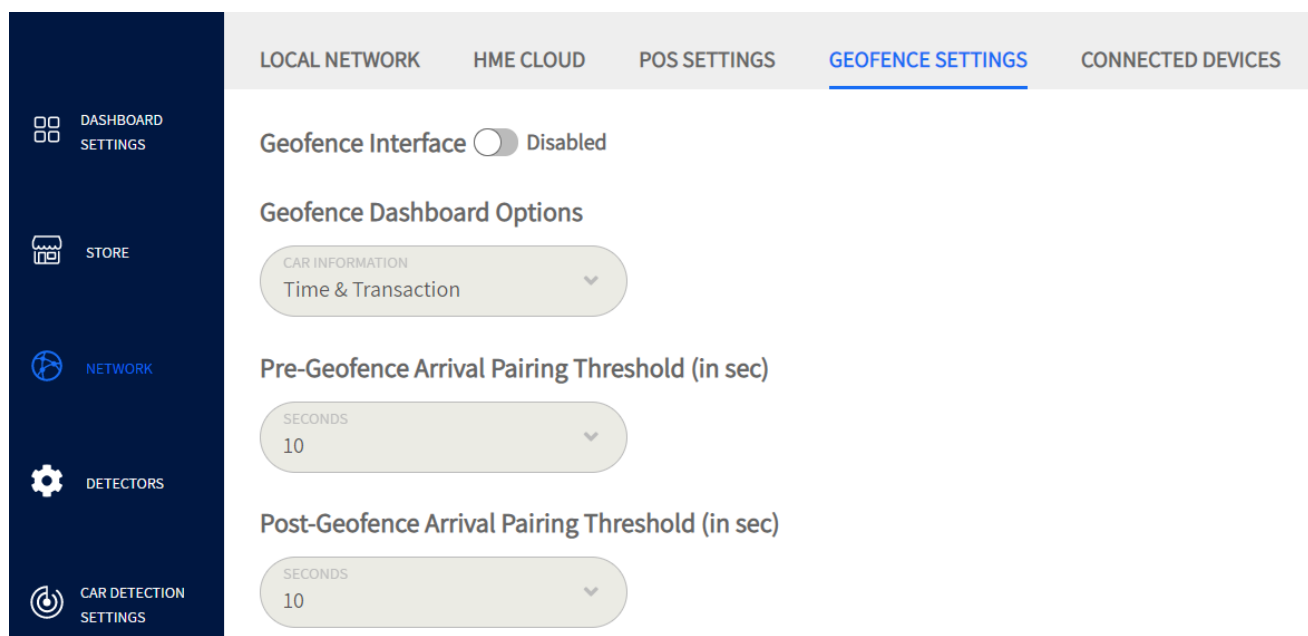 LOCAL NETWORK HME CLOUD POS SETTINGS GEOFENCE SETTINGS CONNECTED DEVICES
DASHBOARD
SETTINGS
STORE
NETWORK
DETECTORS
CAR DETECTION
SETTINGS
Geofence Interface Disabled
Geofence Dashboard Options
CAR INFORMATION
Time & Transaction
Pre-Geofence Arrival Pairing Threshold (in sec)
SECONDS
10
Post-Geofence Arrival Pairing Threshold (in sec)
SECONDS
10